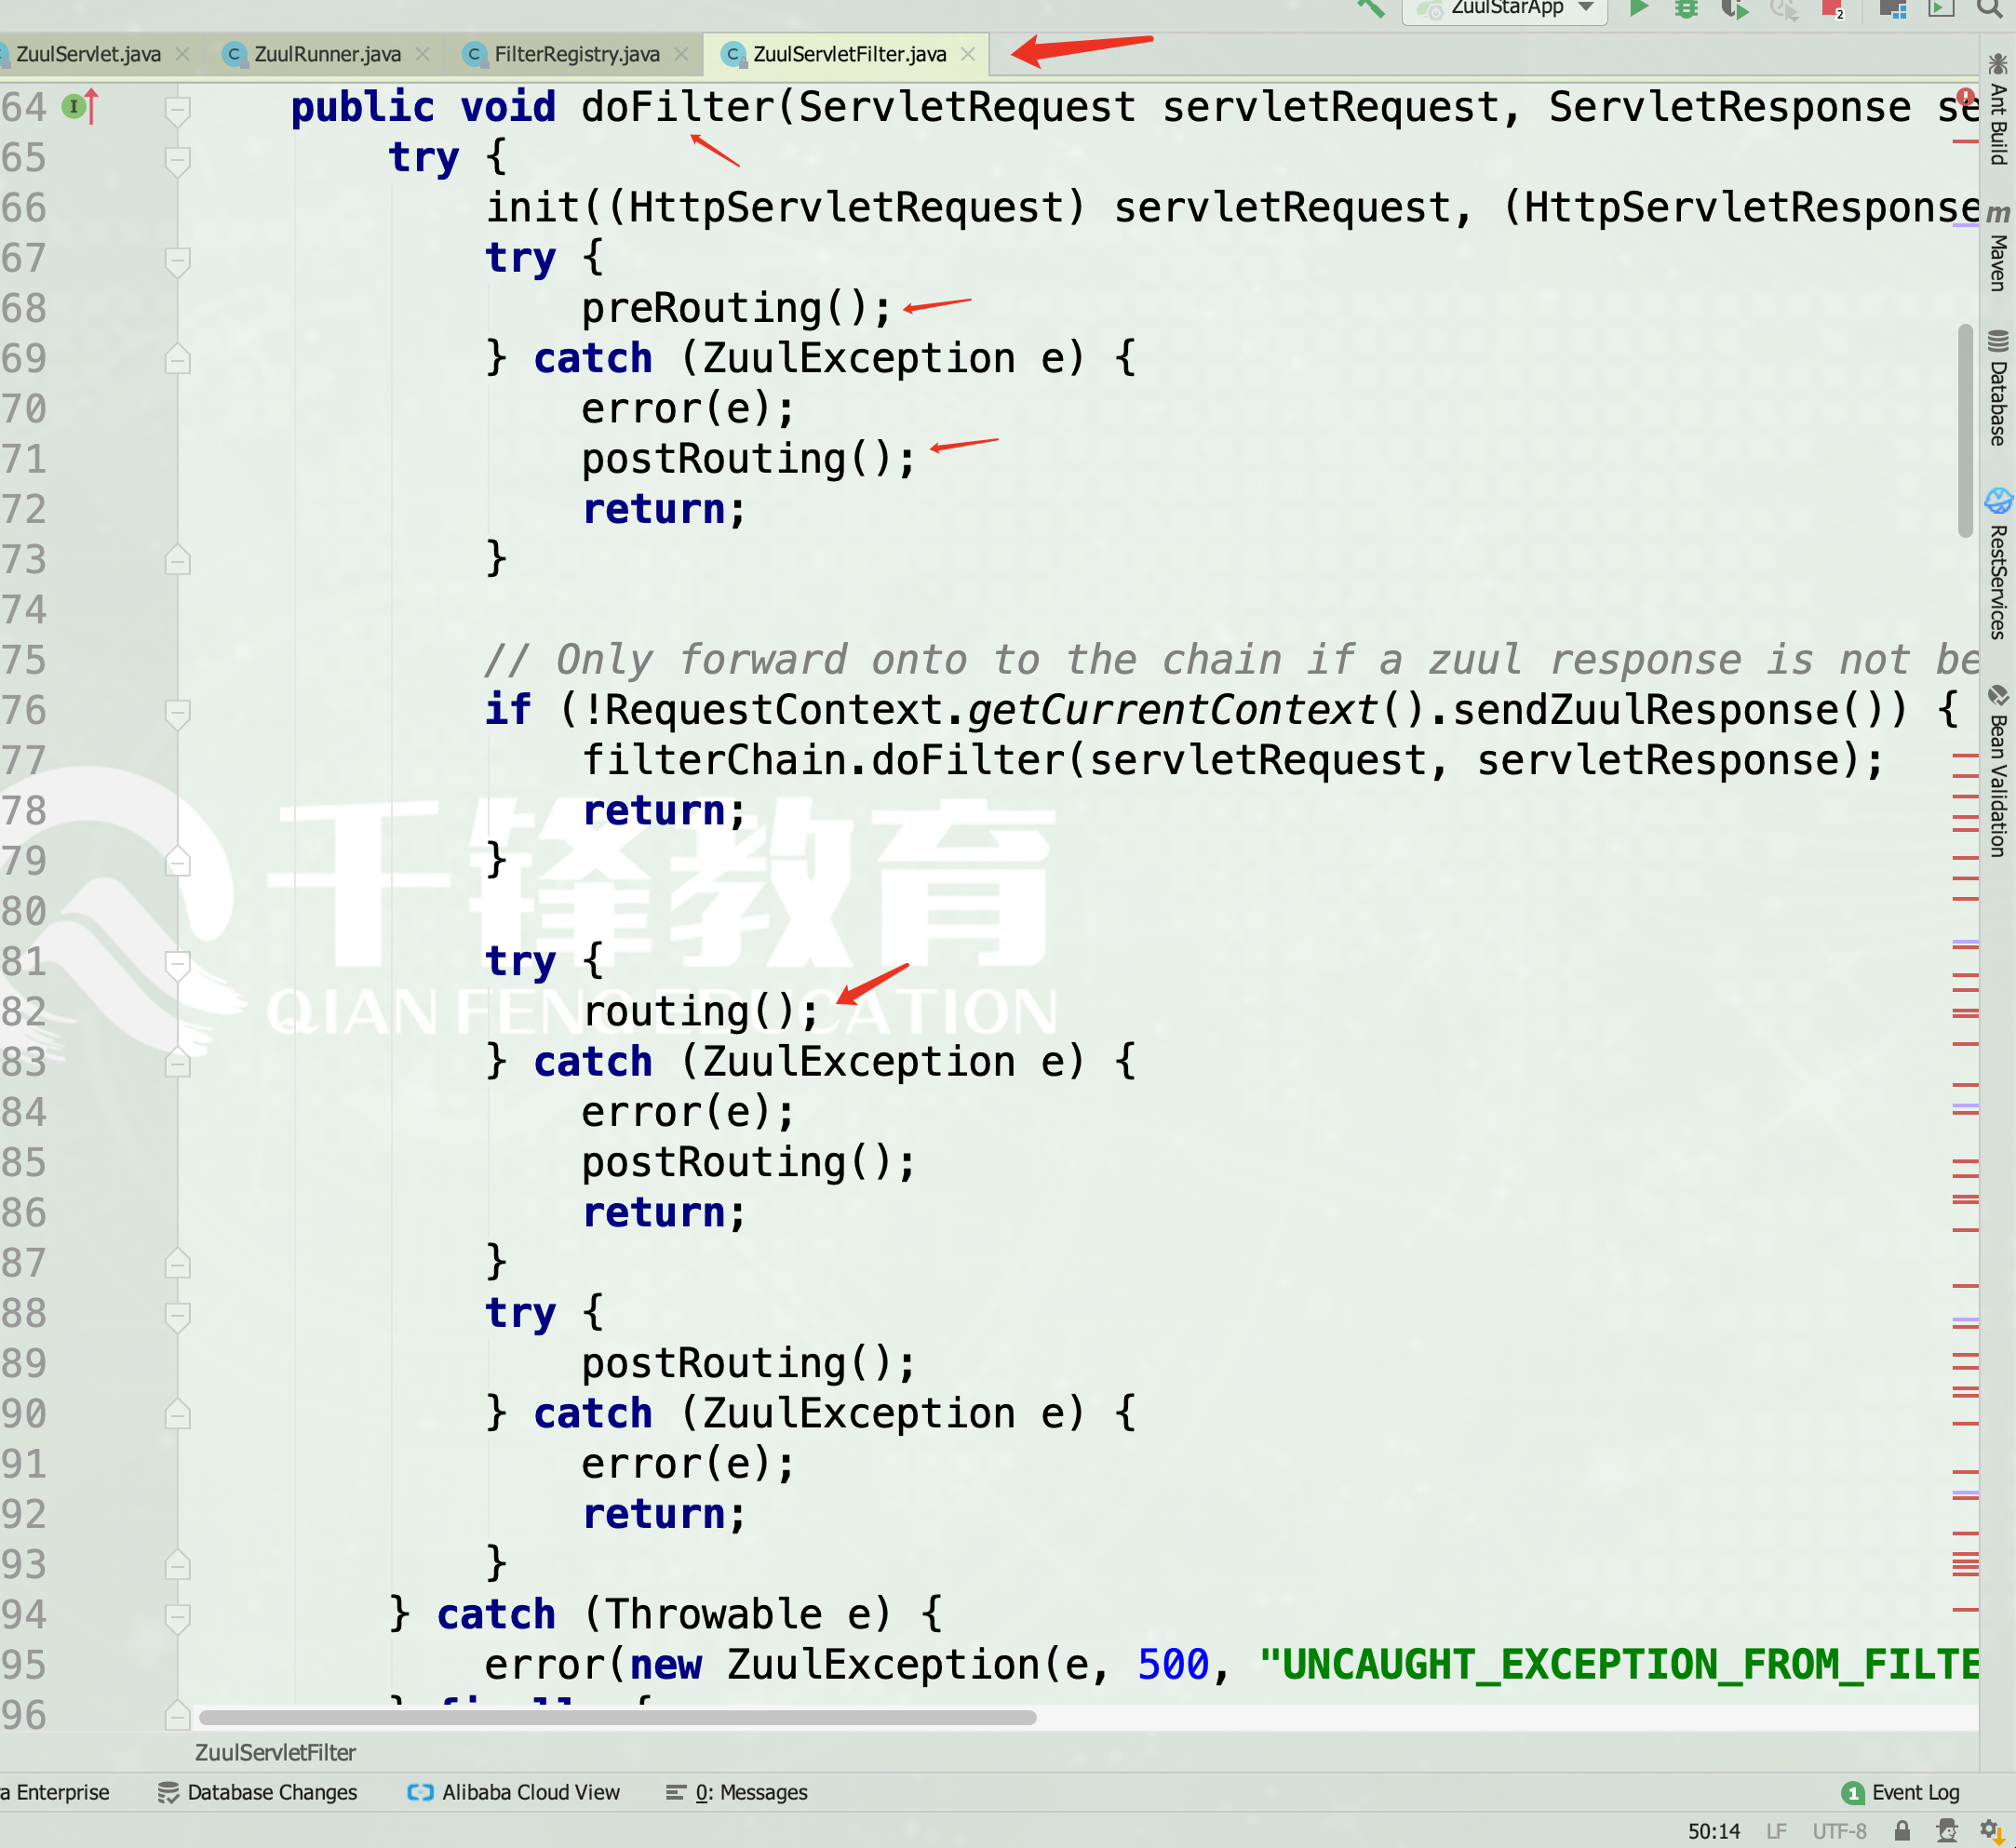 ZuulStarApp
2
ZuulServlet.java
ZuulRunner.java
FilterRegistry.java
ZuulServletFilter.java
64 public void doFilter(ServletRequest servletRequest, ServletResponse se
65 try {
66 init((HttpServletRequest) servletRequest, (HttpServletResponse
67 try {
68 preRouting();
69 } catch (ZuulException e) {
70 error(e);
71 postRouting();
72 return;
73 }
74
75 // Only forward onto to the chain if a zuul response is not be
76 if (!RequestContext.getCurrentContext().sendZuulResponse()) {
77 filterChain.doFilter(servletRequest, servletResponse);
78 return;
79 }
80
81 try {
82 routing();
83 } catch (ZuulException e) {
84 error(e);
85 postRouting();
86 return;
87 }
88 try {
89 postRouting();
90 } catch (ZuulException e) {
91 error(e);
92 return;
93 }
94 } catch (Throwable e) {
95 error(new ZuulException(e, 500, "UNCAUGHT_EXCEPTION_FROM_FILTE
96 } finally {
千锋教育
QIAN FENG EDUCATION
Ant Build
Maven
Database
RestServices
Bean Validation
ZuulServletFilter
a Enterprise
Database Changes
Alibaba Cloud View
0: Messages
1 Event Log
50:14 LF UTF-8